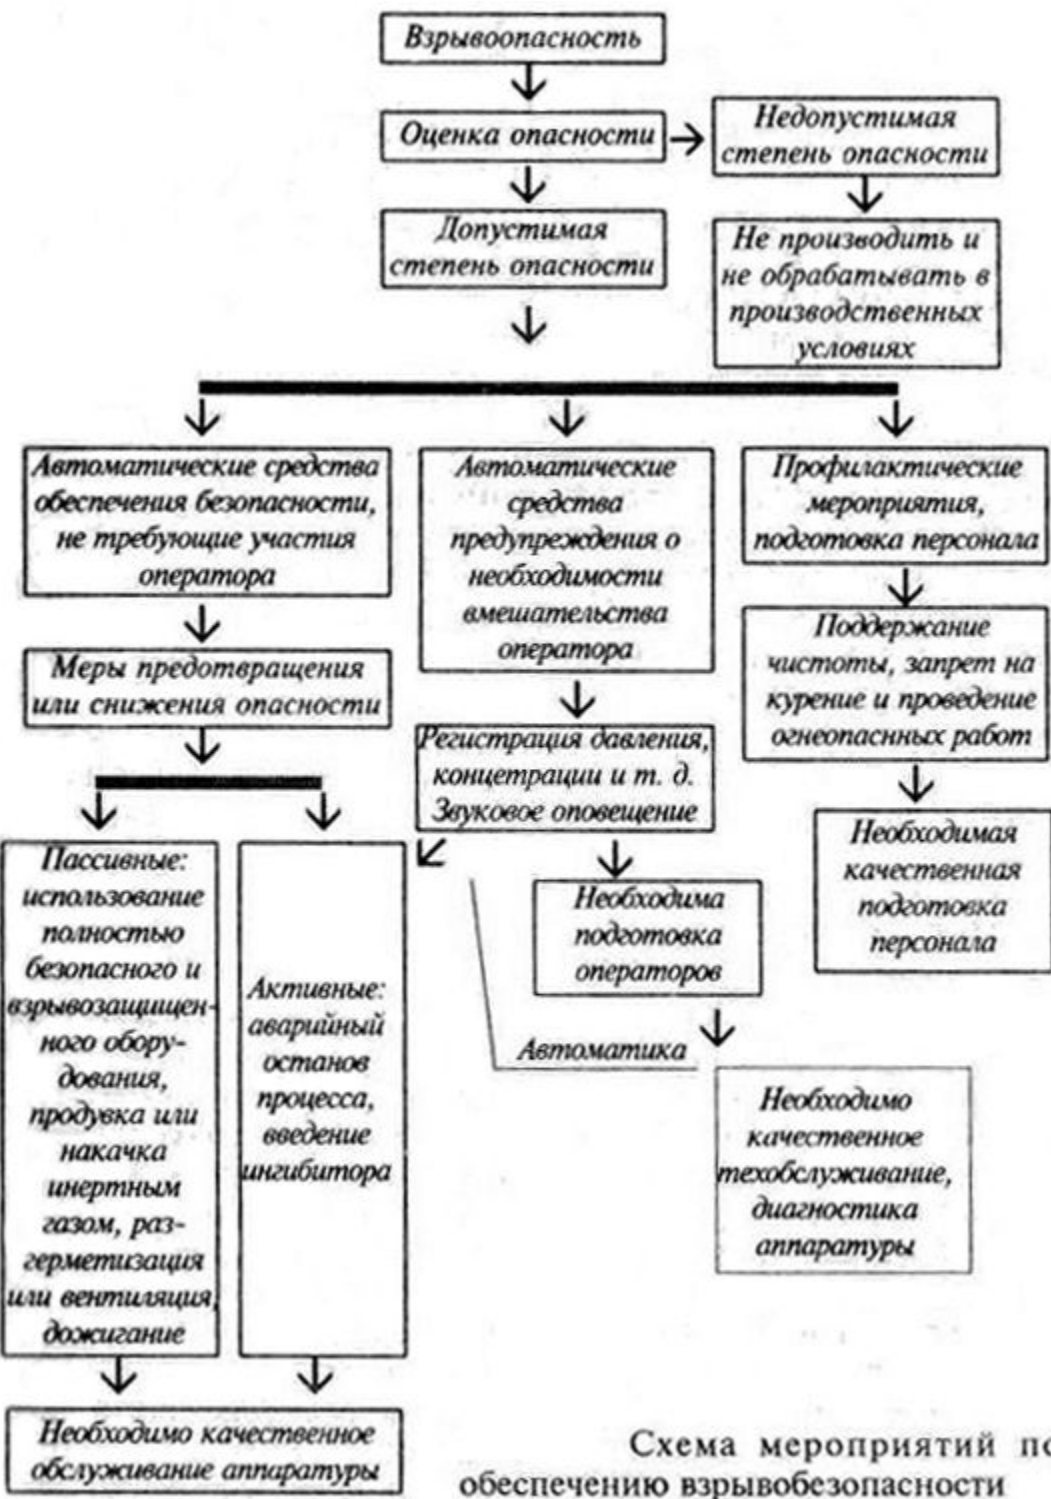 Взрывоопасность
Оценка опасности
Недопустимая
степень опасности
Допустимая
степень опасности
Не производить и
не обрабатывать в
производственных
условиях
Автоматические средства
обеспечения безопасности,
не требующие участия
оператора
Автоматические
средства
предупреждения о
необходимости
вмешательства
оператора
Профилактические
мероприятия,
подготовка персонала
Меры предотвращения
или снижения опасности
Регистрация давления,
концетрации и т. д.
Звуковое оповещение
Поддержание
чистоты, запрет на
курение и проведение
огнеопаснных работ
Пассивные:
использование
полностью
безопасного и
взрывозащищен-
ного обору-
дования,
продувка или
накачка
инертным
газом, раз-
герметизация
или вентиляция,
дожигание
Активные:
аварийный
останов
процесса,
введение
ингибитора
Необходима
подготовка
операторов
Необходимая
качественная
подготовка
персонала
Автоматика
Необходимо
качественное
техобслуживание,
диагностика
аппаратуры
Необходимо качественное
обслуживание аппаратуры
Схема мероприятий по
обеспечению взрывобезопасности